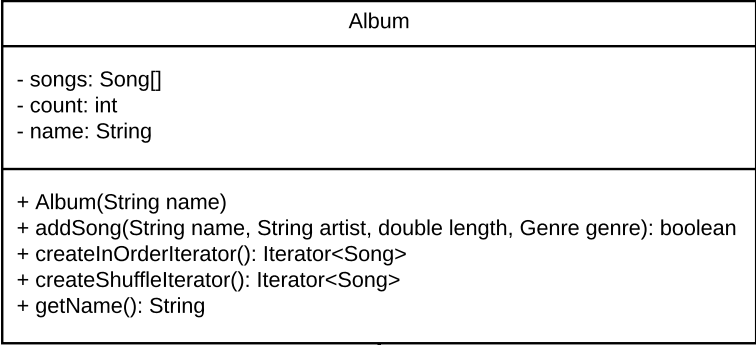 Album
- songs: Song[]
- count: int
- name: String
+ Album(String name)
+ addSong(String name, String artist, double length, Genre genre): boolean
+ createInOrderIterator(): Iterator<Song>
+ createShuffleIterator(): Iterator<Song>
+ getName(): String